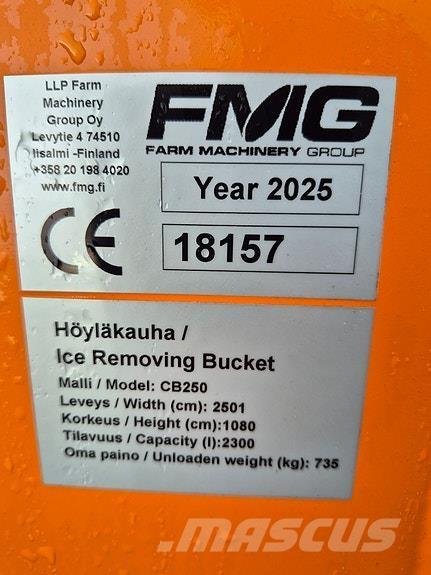 LLP Farm
Machinery
Group Oy
Levytie 4 74510
Iisalmi -Finland
+358 20 198 4020
www.fmg.fi
FMG
FARM MACHINERY GROUP
Year 2025
CE
18157
Höyläkauha /
Ice Removing Bucket
Malli / Model: CB250
Leveys / Width (cm): 2501
Korkeus / Height (cm):1080
Tilavuus / Capacity (l):2300
Oma paino / Unloaden weight (kg): 735
MASCUS